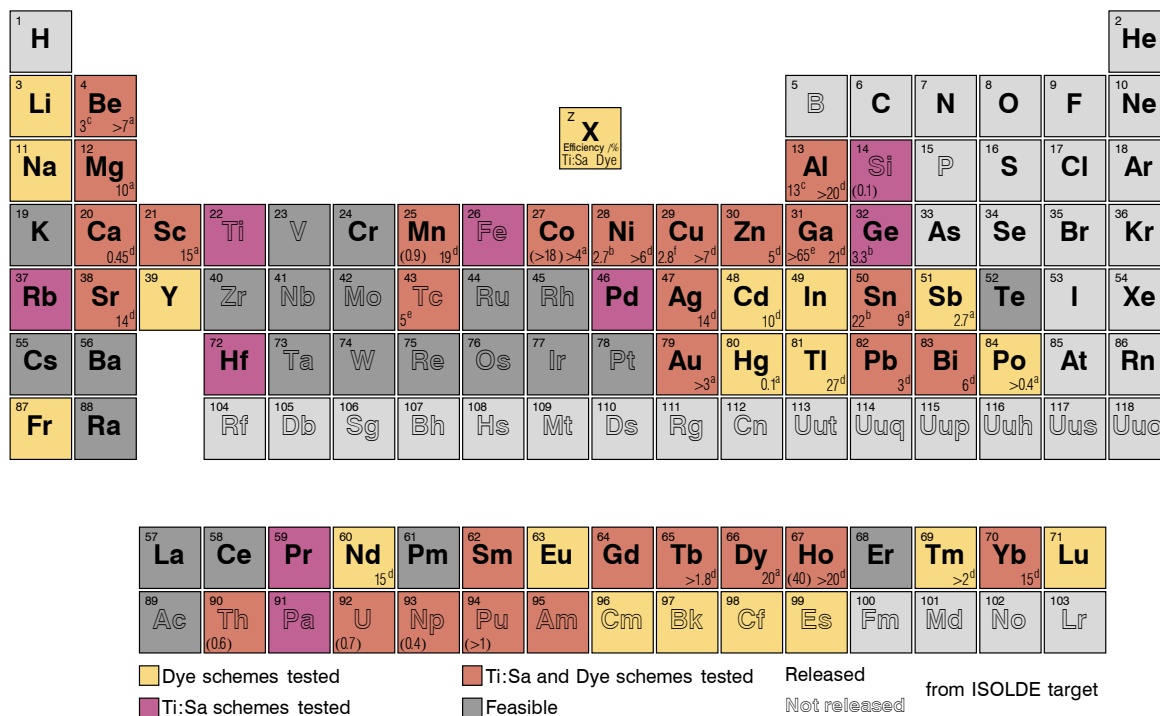 1 H 2 He
3 Li 4 Be 3c >7a 5 B 6 C 7 N 8 O 9 F 10 Ne
Z X Efficiency /% Ti:Sa Dye
11 Na 12 Mg 10a 13 Al 13c >20d 14 Si (0.1) 15 P 16 S 17 Cl 18 Ar
19 K 20 Ca 0.45d 21 Sc 15a 22 Ti 23 V 24 Cr 25 Mn (0.9) 19d 26 Fe 27 Co (>18) >4a 28 Ni 2.7b >6d 29 Cu 2.8f >7d 30 Zn 5d 31 Ga >65e 21d 32 Ge 3.3b 33 As 34 Se 35 Br 36 Kr
37 Rb 38 Sr 14d 39 Y 40 Zr 41 Nb 42 Mo 43 Tc 5e 44 Ru 45 Rh 46 Pd 47 Ag 14d 48 Cd 10d 49 In 50 Sn 22b 9a 51 Sb 2.7a 52 Te 53 I 54 Xe
55 Cs 56 Ba 72 Hf 73 Ta 74 W 75 Re 76 Os 77 Ir 78 Pt 79 Au >3a 80 Hg 0.1a 81 Tl 27d 82 Pb 3d 83 Bi 6d 84 Po >0.4a 85 At 86 Rn
87 Fr 88 Ra 104 Rf 105 Db 106 Sg 107 Bh 108 Hs 109 Mt 110 Ds 111 Rg 112 Cn 113 Uut 114 Uuq 115 Uup 116 Uuh 117 Uus 118 Uuo
57 La 58 Ce 59 Pr 60 Nd 15d 61 Pm 62 Sm 63 Eu 64 Gd 65 Tb >1.8d 66 Dy 20a 67 Ho (40) >20d 68 Er 69 Tm >2d 70 Yb 15d 71 Lu
89 Ac 90 Th (0.6) 91 Pa 92 U (0.7) 93 Np (0.4) 94 Pu (>1) 95 Am 96 Cm 97 Bk 98 Cf 99 Es 100 Fm 101 Md 102 No 103 Lr
Dye schemes tested Ti:Sa and Dye schemes tested Released
from ISOLDE target
Ti:Sa schemes tested Feasible Not released